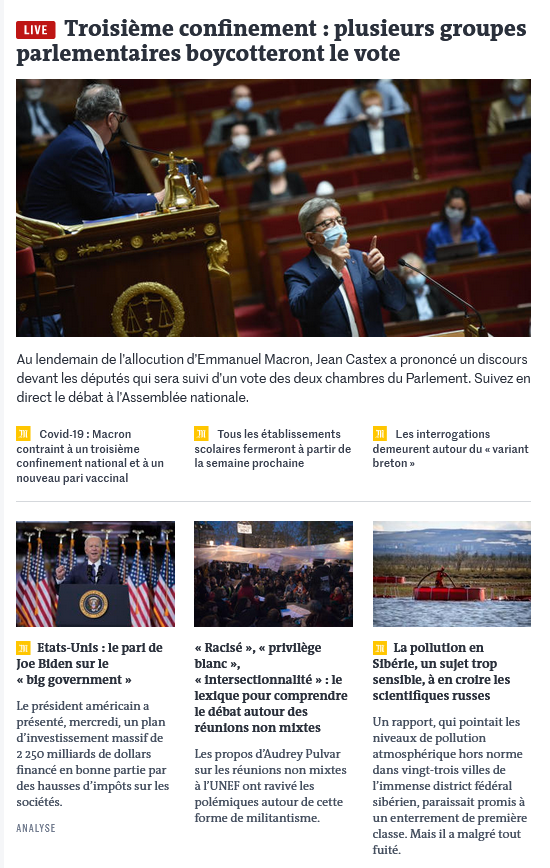 LIVE Troisième confinement : plusieurs groupes
parlementaires boycotteront le vote
Au lendemain de l'allocution d'Emmanuel Macron, Jean Castex a prononcé un discours
devant les députés qui sera suivi d'un vote des deux chambres du Parlement. Suivez en
direct le débat à l'Assemblée nationale.
Covid-19 : Macron
contraint à un troisième
confinement national et à un
nouveau pari vaccinal
Tous les établissements
scolaires fermeront à partir de
la semaine prochaine
Les interrogations
demeurent autour du « variant
breton »
Etats-Unis : le pari de
Joe Biden sur le
« big government »
Le président américain a
présenté, mercredi, un plan
d'investissement massif de
2 250 milliards de dollars
financé en bonne partie par
des hausses d'impôts sur les
sociétés.
ANALYSE
« Racisé », « privilège
blanc »,
« intersectionnalité » : le
lexique pour comprendre
le débat autour des
réunions non mixtes
Les propos d'Audrey Pulvar
sur les réunions non mixtes
à l'UNEF ont ravivé les
polémiques autour de cette
forme de militantisme.
La pollution en
Sibérie, un sujet trop
sensible, à en croire les
scientifiques russes
Un rapport, qui pointait les
niveaux de pollution
atmosphérique hors norme
dans vingt-trois villes de
l'immense district fédéral
sibérien, paraissait promis à
un enterrement de première
classe. Mais il a malgré tout
fuité.